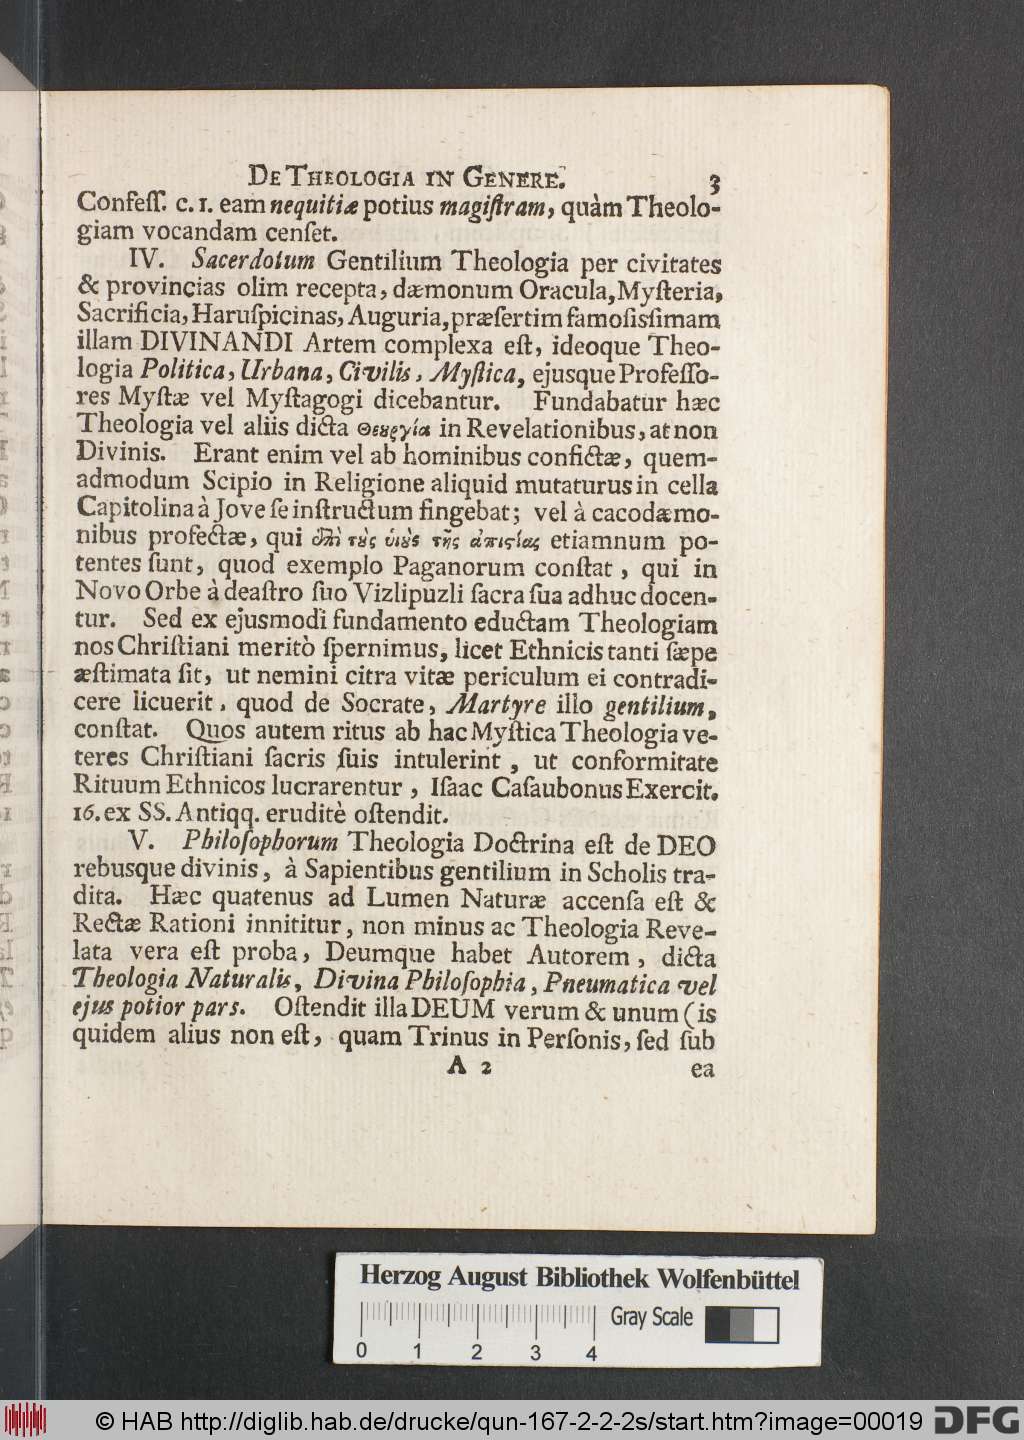 DE THEOLOGIA IN GENERE. 3
Confeſſ. c. 1. eam nequitiæ potius magiſtram, quàm Theolo-
giam vocandam cenſet.
IV. Sacerdotum Gentilium Theologia per civitates
& provincias olim recepta, dæmonum Oracula, Myſteria,
Sacrificia, Haruſpicinas, Auguria, præſertim famoſisſimam
illam DIVINANDI Artem complexa eſt, ideoque Theo-
logia Politica, Urbana, Civilis, Myſtica, ejusque Profeſſo-
res Myſtæ vel Myſtagogi dicebantur. Fundabatur hæc
Theologia vel aliis dicta Θεȣργία in Revelationibus, at non
Divinis. Erant enim vel ab hominibus confictæ, quem-
admodum Scipio in Religione aliquid mutaturus in cella
Capitolina à Jove ſe inſtructum fingebat; vel à cacodæmo-
nibus profectæ, qui ἐπὶ τȣ̀ς ὑιȣ̀ς τῆς ἀπιςίας etiamnum po-
tentes ſunt, quod exemplo Paganorum conſtat, qui in
Novo Orbe à deaſtro ſuo Vizlipuzli ſacra ſua adhuc docen-
tur. Sed ex ejusmodi fundamento eductam Theologiam
nos Chriſtiani meritò ſpernimus, licet Ethnicis tanti ſæpe
æſtimata ſit, ut nemini citra vitæ periculum ei contradi-
cere licuerit, quod de Socrate, Martyre illo gentilium,
conſtat. Quos autem ritus ab hac Myſtica Theologia ve-
teres Chriſtiani ſacris ſuis intulerint, ut conformitate
Rituum Ethnicos lucrarentur, Iſaac Caſaubonus Exercit.
16. ex SS. Antiqq. eruditè oſtendit.
V. Philoſophorum Theologia Doctrina eſt de DEO
rebusque divinis, à Sapientibus gentilium in Scholis tra-
dita. Hæc quatenus ad Lumen Naturæ accenſa eſt &
Rectæ Rationi innititur, non minus ac Theologia Reve-
lata vera eſt proba, Deumque habet Autorem, dicta
Theologia Naturalis, Divina Philoſophia, Pneumatica vel
ejus potior pars. Oſtendit illa DEUM verum & unum (is
quidem alius non eſt, quam Trinus in Perſonis, ſed ſub
A 2 ea
Herzog August Bibliothek Wolfenbüttel
Gray Scale
0 1 2 3 4
© HAB http://diglib.hab.de/drucke/qun-167-2-2-2s/start.htm?image=00019 DFG